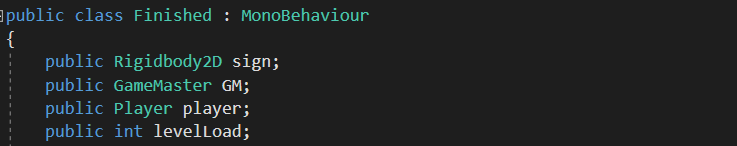 public class Finished : MonoBehaviour
{
public Rigidbody2D sign;
public GameMaster GM;
public Player player;
public int levelLoad;